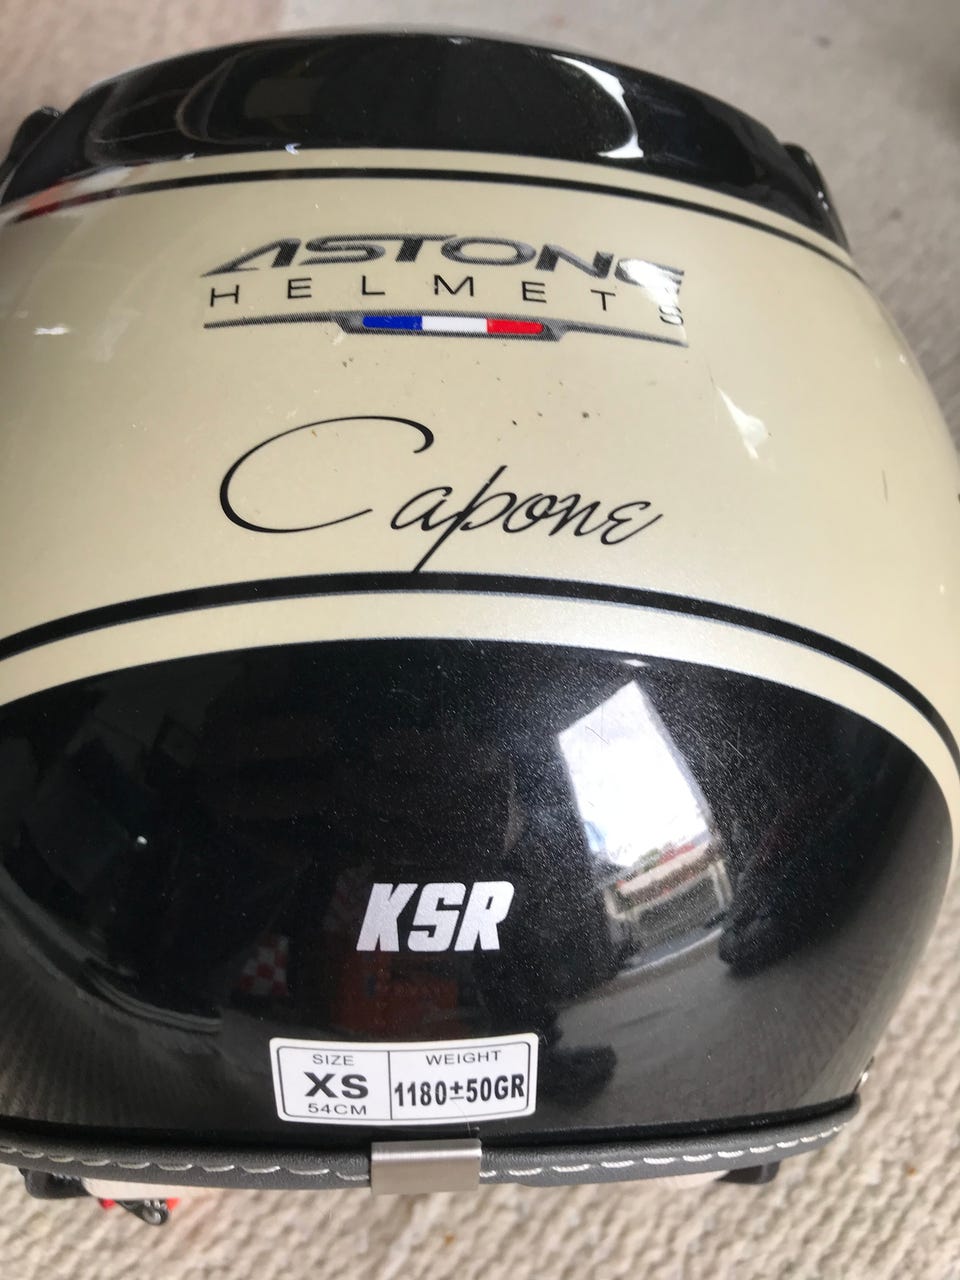 ASTONE
HELMETS
Capone
KSR
SIZE
XS
54CM
WEIGHT
1180±50GR